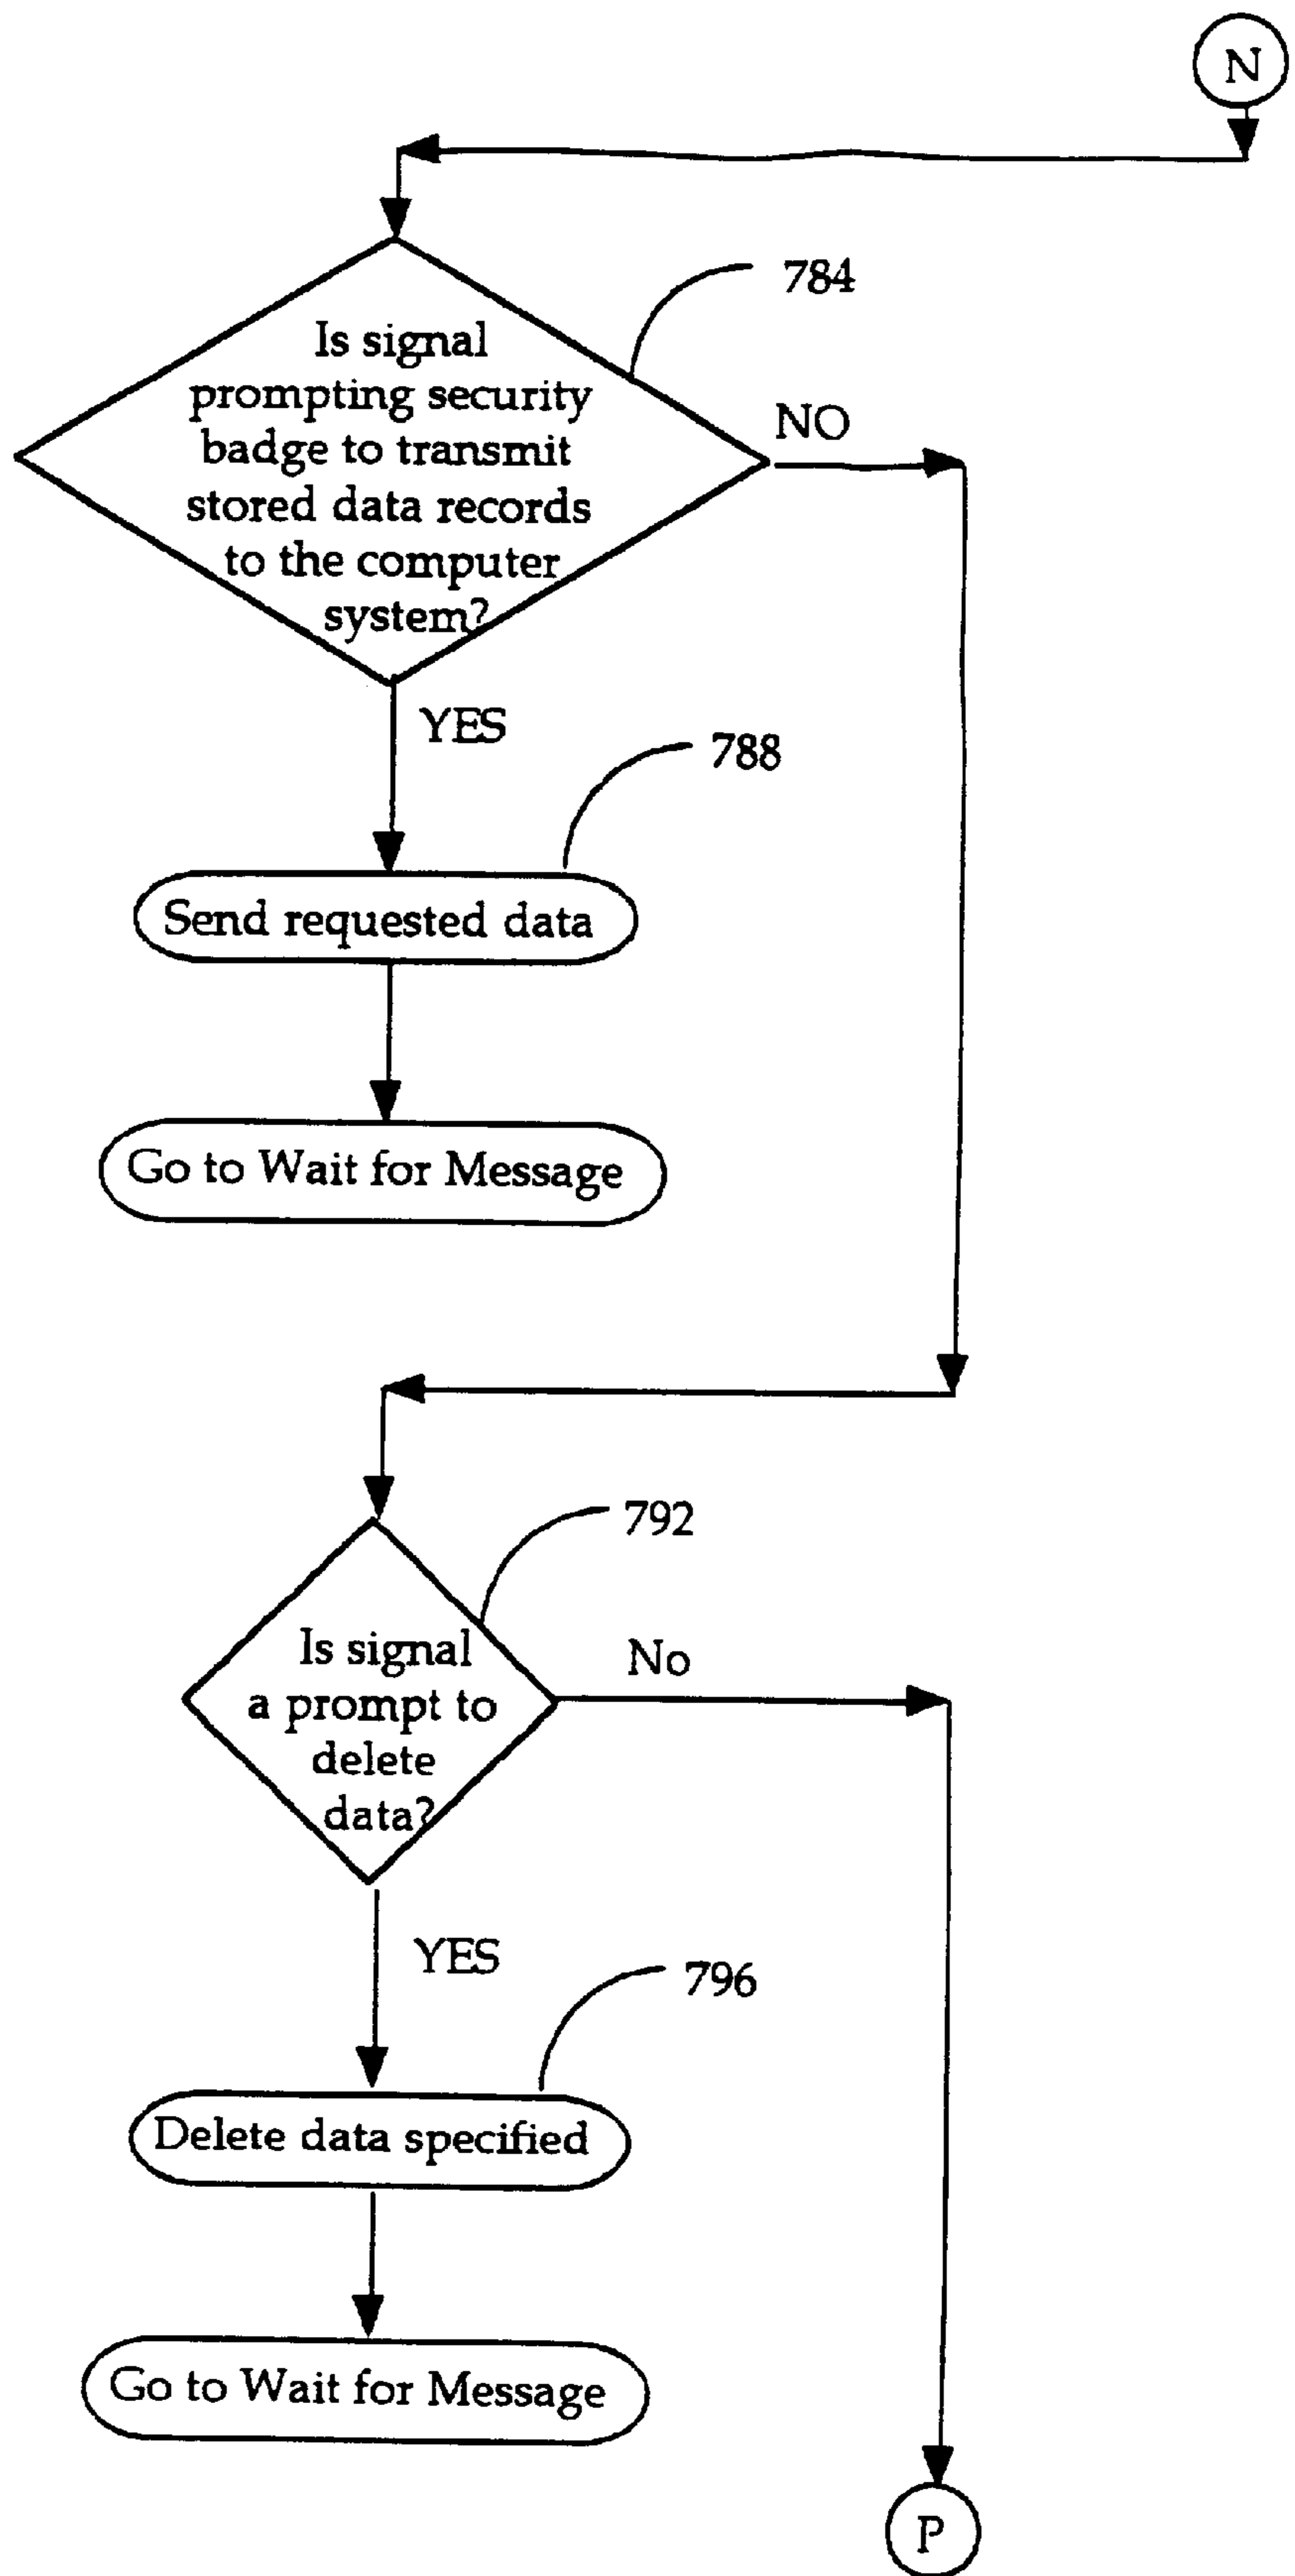 N
784
Is signal
prompting security
badge to transmit
stored data records
to the computer
system?
NO
YES
788
Send requested data
Go to Wait for Message
792
Is signal
a prompt to
delete
data?
No
YES
796
Delete data specified
Go to Wait for Message
P